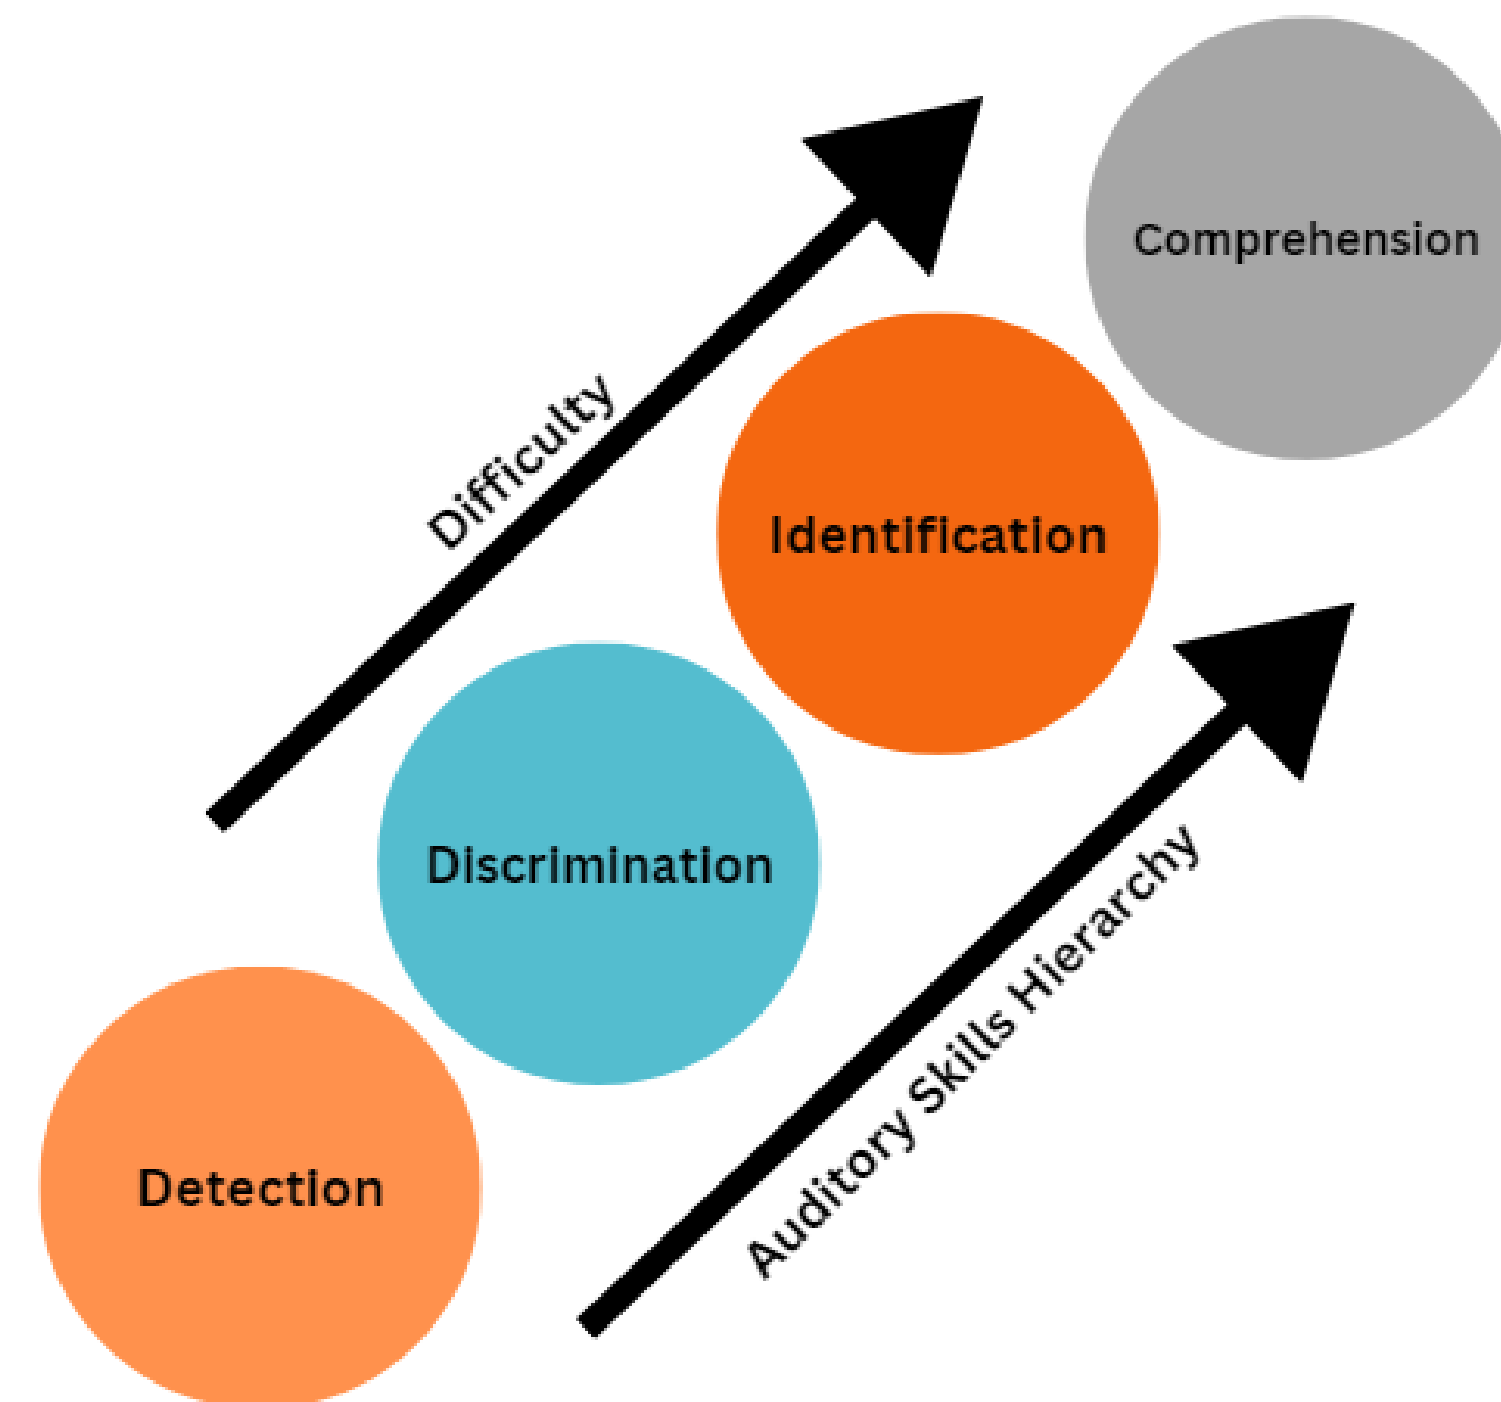 Comprehension
Difficulty
Identification
Discrimination
Auditory Skills Hierarchy
Detection